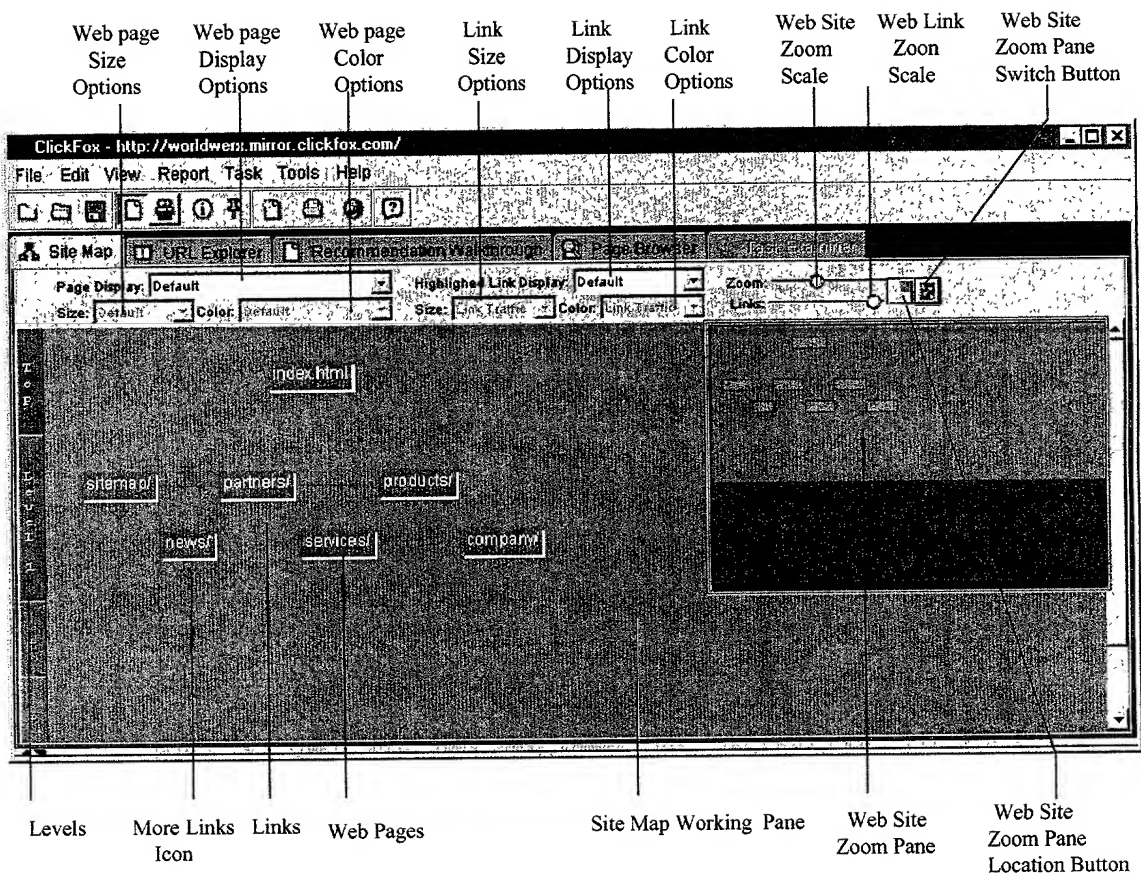 Web page Size Options
Web page Display Options
Web page Color Options
Link Size Options
Link Display Options
Link Color Options
Web Site Zoom Scale
Web Link Zoon Scale
Web Site Zoom Pane Switch Button
ClickFox - http://worldwerx.mirror.clickfox.com/
File Edit View Report Task Tools Help
Site Map URL Explorer Recommendation Walkthrough Page Browser Task Examiner
Page Display: Default Highlighted Link Display: Default Zoom:
Size: Default Color: Default Size: Link Traffic Color: Link Traffic Links:
Top
index.html
sitemap/ partners/ products/
news/ services/ company/
Levels
More Links Icon
Links
Web Pages
Site Map Working Pane
Web Site Zoom Pane
Web Site Zoom Pane Location Button